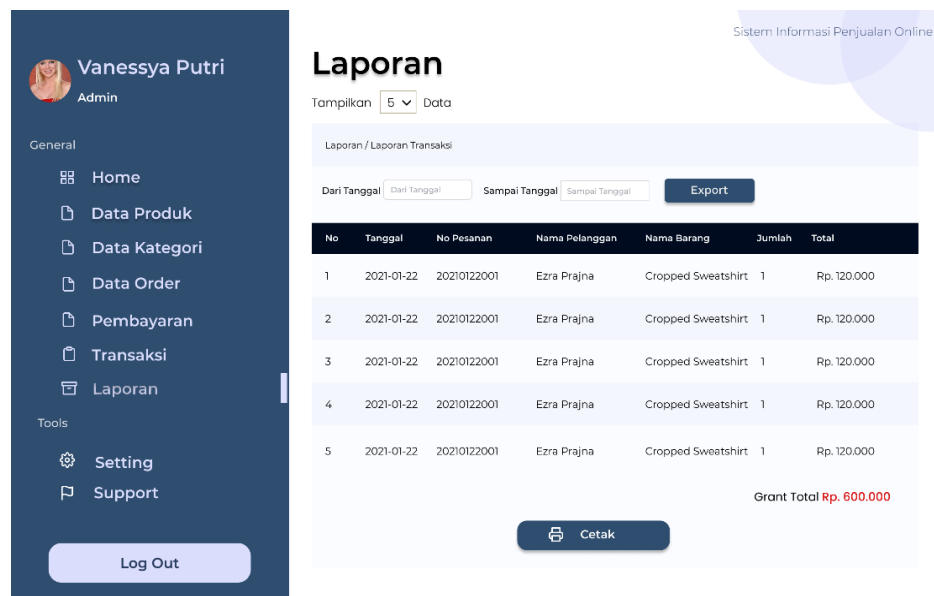 Sistem Informasi Penjualan Online
Vanessya Putri
Admin
General
Home
Data Produk
Data Kategori
Data Order
Pembayaran
Transaksi
Laporan
Tools
Setting
Support
Log Out
Laporan
Tampilkan 5 Data
Laporan / Laporan Transaksi
Dari Tanggal Dari Tanggal Sampai Tanggal Sampai Tanggal Export
No Tanggal No Pesanan Nama Pelanggan Nama Barang Jumlah Total
1 2021-01-22 20210122001 Ezra Prajna Cropped Sweatshirt 1 Rp. 120.000
2 2021-01-22 20210122001 Ezra Prajna Cropped Sweatshirt 1 Rp. 120.000
3 2021-01-22 20210122001 Ezra Prajna Cropped Sweatshirt 1 Rp. 120.000
4 2021-01-22 20210122001 Ezra Prajna Cropped Sweatshirt 1 Rp. 120.000
5 2021-01-22 20210122001 Ezra Prajna Cropped Sweatshirt 1 Rp. 120.000
Grant Total Rp. 600.000
Cetak